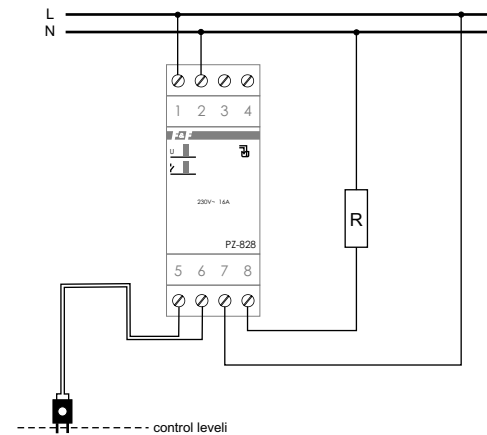 L
N
1 2 3 4
F&F
U
230V~ 16A
PZ-828
5 6 7 8
R
control leveli